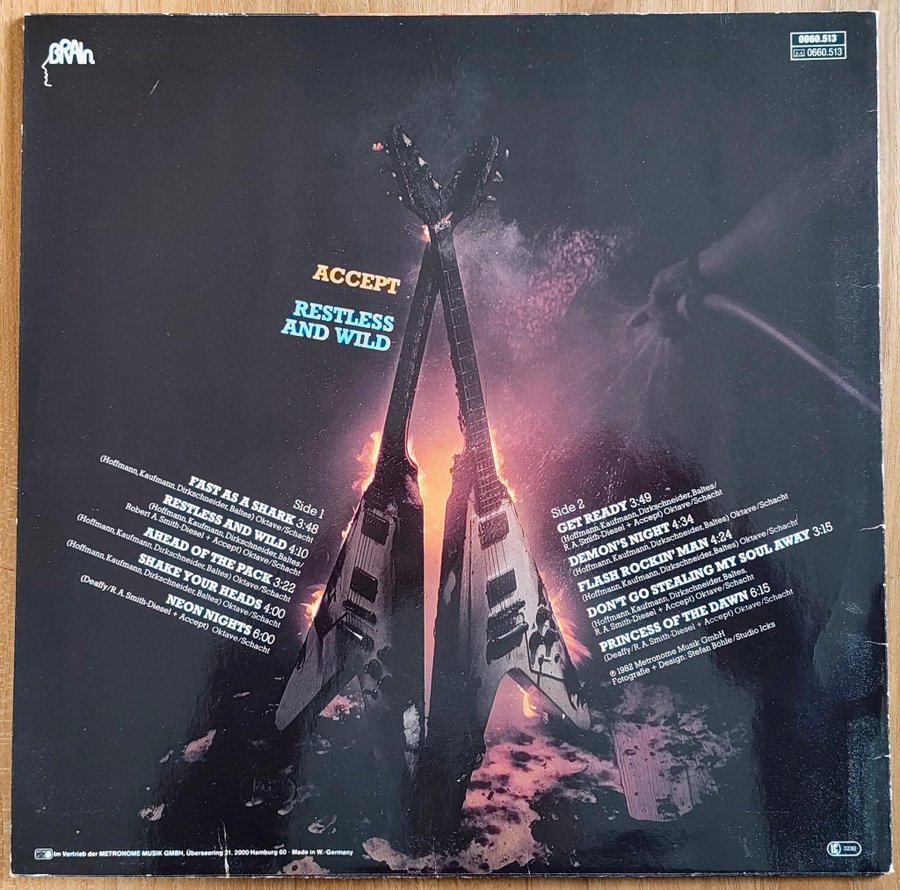 BRAIN
0060.513
0660.513
ACCEPT
RESTLESS
AND WILD
Side 1
FAST AS A SHARK 3:48
(Hoffmann, Kaufmann, Dirkschneider, Baltes) Oktave/Schacht
RESTLESS AND WILD 4:10
(Hoffmann, Kaufmann, Dirkschneider, Baltes/
Robert A. Smith-Diesel + Accept) Oktave/Schacht
AHEAD OF THE PACK 3:22
(Hoffmann, Kaufmann, Dirkschneider, Baltes) Oktave/Schacht
SHAKE YOUR HEADS 4:00
(Hoffmann, Kaufmann, Dirkschneider, Baltes) Oktave/Schacht
NEON NIGHTS 6:00
(Deaffy/R. A. Smith-Diesel + Accept) Oktave/Schacht
Side 2
GET READY 3:49
(Hoffmann, Kaufmann, Dirkschneider, Baltes/
R. A. Smith-Diesel + Accept) Oktave/Schacht
DEMON'S NIGHT 4:34
(Hoffmann, Kaufmann, Dirkschneider, Baltes) Oktave/Schacht
FLASH ROCKIN' MAN 4:24
(Hoffmann, Kaufmann, Dirkschneider, Baltes) Oktave/Schacht
DON'T GO STEALING MY SOUL AWAY 3:15
(Hoffmann, Kaufmann, Dirkschneider, Baltes,
R. A. Smith-Diesel + Accept) Oktave/Schacht
PRINCESS OF THE DAWN 6:15
(Deaffy/R. A. Smith-Diesel + Accept) Oktave/Schacht
℗ 1982 Metronome Musik GmbH
Fotografie + Design: Stefan Böhle/Studio Icks
Im Vertrieb der METRONOME MUSIK GMBH, Überseering 21, 2000 Hamburg 60 · Made in W.-Germany
LC 3230